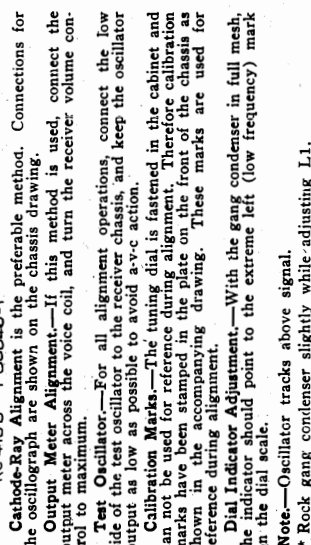 Cathode-Ray Alignment is the preferable method. Connections for
he oscillograph are shown on the chassis drawing.
Output Meter Alignment.—If this method is used, connect the
utput meter across the voice coil, and turn the receiver volume con-
rol to maximum.
Test Oscillator.—For all alignment operations, connect the low
ide of the test oscillator to the receiver chassis, and keep the oscillator
utput as low as possible to avoid a-v-c action.
Calibration Marks.—The tuning dial is fastened in the cabinet and
an not be used for reference during alignment. Therefore calibration
marks have been stamped in the plate on the front of the chassis as
hown in the accompanying drawing. These marks are used for
eference during alignment.
Dial Indicator Adjustment.—With the gang condenser in full mesh,
he indicator should point to the extreme left (low frequency) mark
n the dial scale.
Note.—Oscillator tracks above signal.
* Rock gang condenser slightly while adjusting L1.